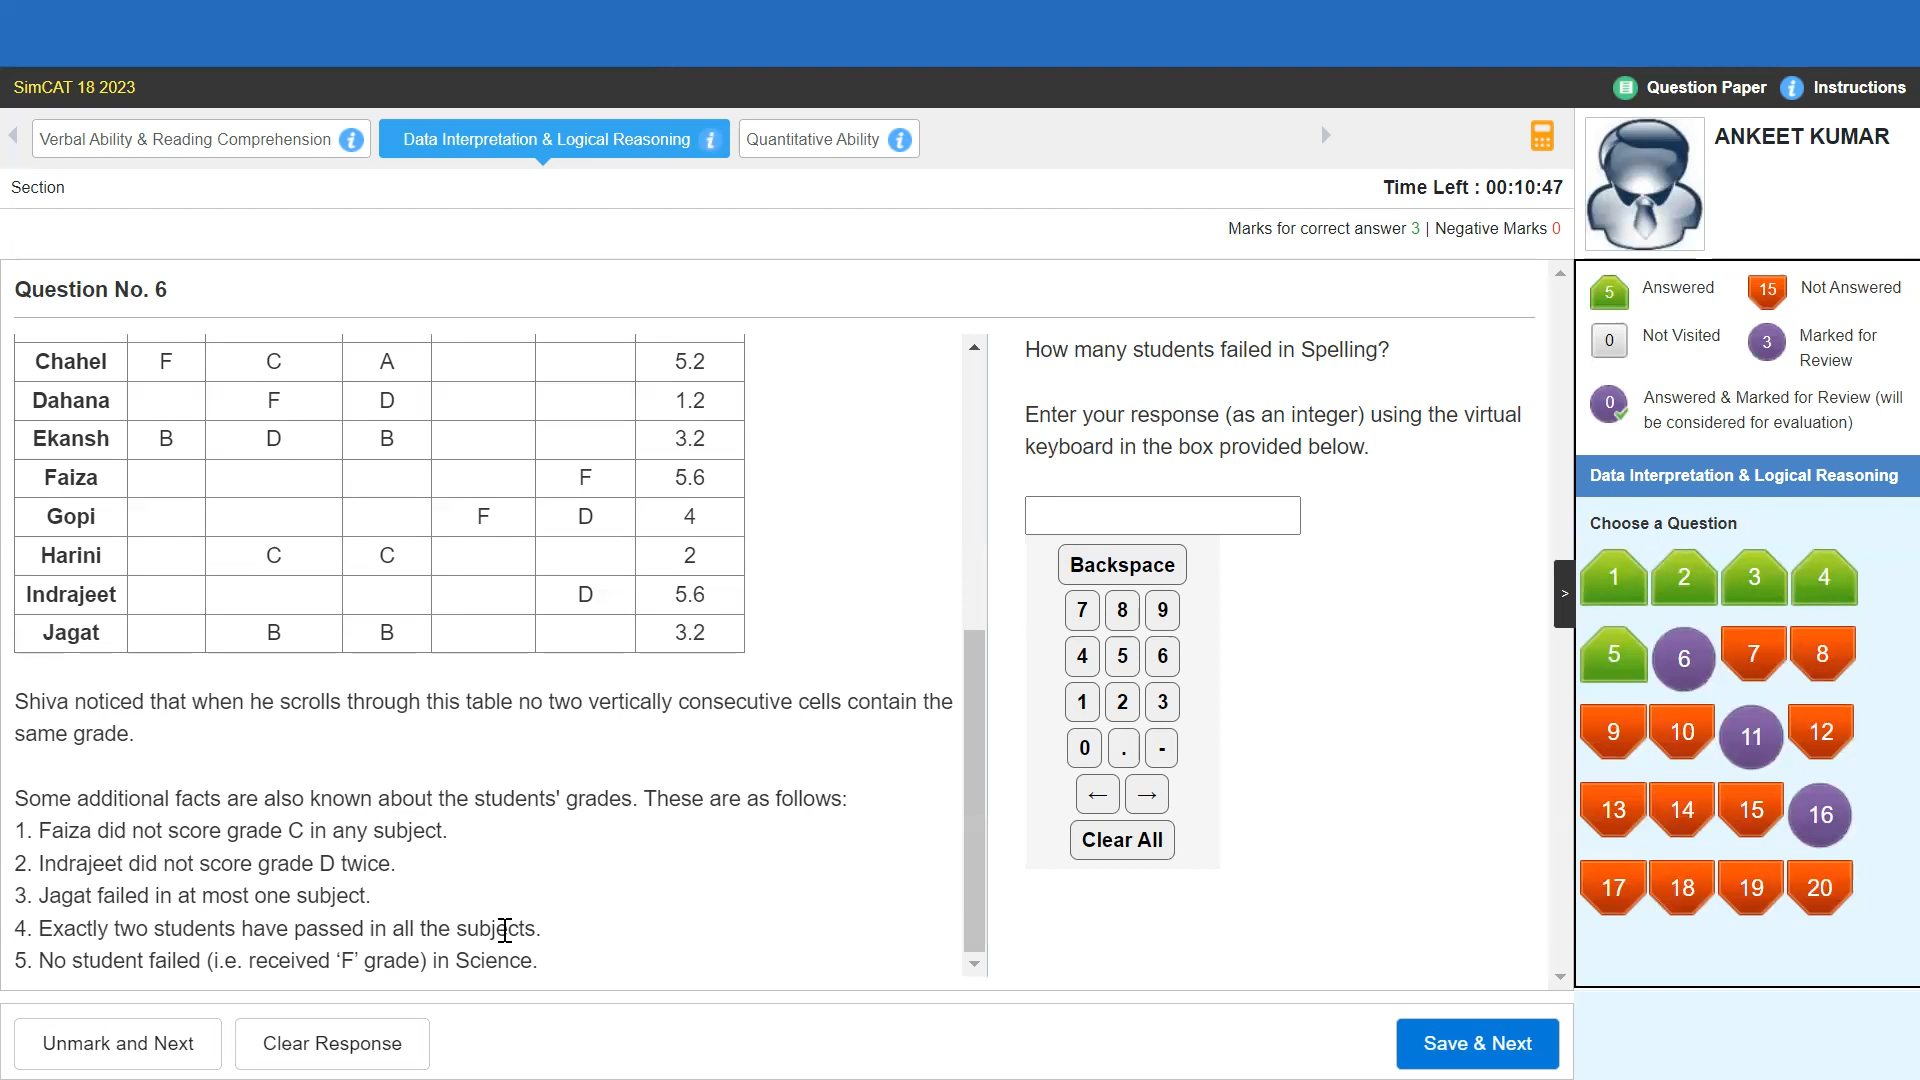 SimCAT 18 2023
Question Paper
Instructions
Verbal Ability & Reading Comprehension
Data Interpretation & Logical Reasoning
Quantitative Ability
ANKEET KUMAR
Section
Time Left : 00:10:47
Marks for correct answer 3 | Negative Marks 0
Question No. 6
Chahel F C A 5.2
Dahana F D 1.2
Ekansh B D B 3.2
Faiza F 5.6
Gopi F D 4
Harini C C 2
Indrajeet D 5.6
Jagat B B 3.2
Shiva noticed that when he scrolls through this table no two vertically consecutive cells contain the
same grade.
Some additional facts are also known about the students' grades. These are as follows:
1. Faiza did not score grade C in any subject.
2. Indrajeet did not score grade D twice.
3. Jagat failed in at most one subject.
4. Exactly two students have passed in all the subjects.
5. No student failed (i.e. received ‘F’ grade) in Science.
How many students failed in Spelling?
Enter your response (as an integer) using the virtual
keyboard in the box provided below.
Backspace
7 8 9
4 5 6
1 2 3
0 . -
← →
Clear All
5 Answered
15 Not Answered
0 Not Visited
3 Marked for
Review
0 Answered & Marked for Review (will
be considered for evaluation)
Data Interpretation & Logical Reasoning
Choose a Question
1 2 3 4
5 6 7 8
9 10 11 12
13 14 15 16
17 18 19 20
>
Unmark and Next
Clear Response
Save & Next